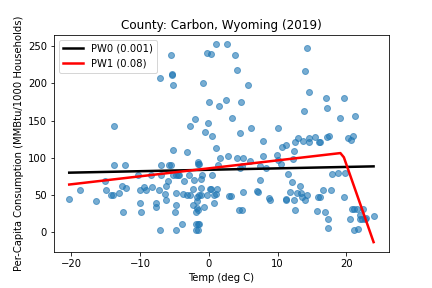 County: Carbon, Wyoming (2019)
PW0 (0.001)
PW1 (0.08)
Per-Capita Consumption (MMBtu/1000 Households)
250
200
150
100
50
0
−20
−10
0
10
20
Temp (deg C)